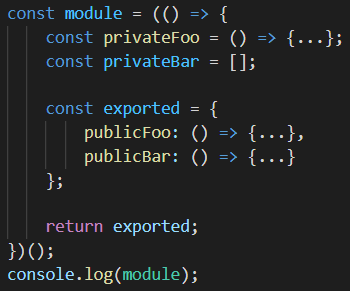 const module = (() => {
    const privateFoo = () => {...};
    const privateBar = [];

    const exported = {
        publicFoo: () => {...},
        publicBar: () => {...}
    };

    return exported;
})();
console.log(module);